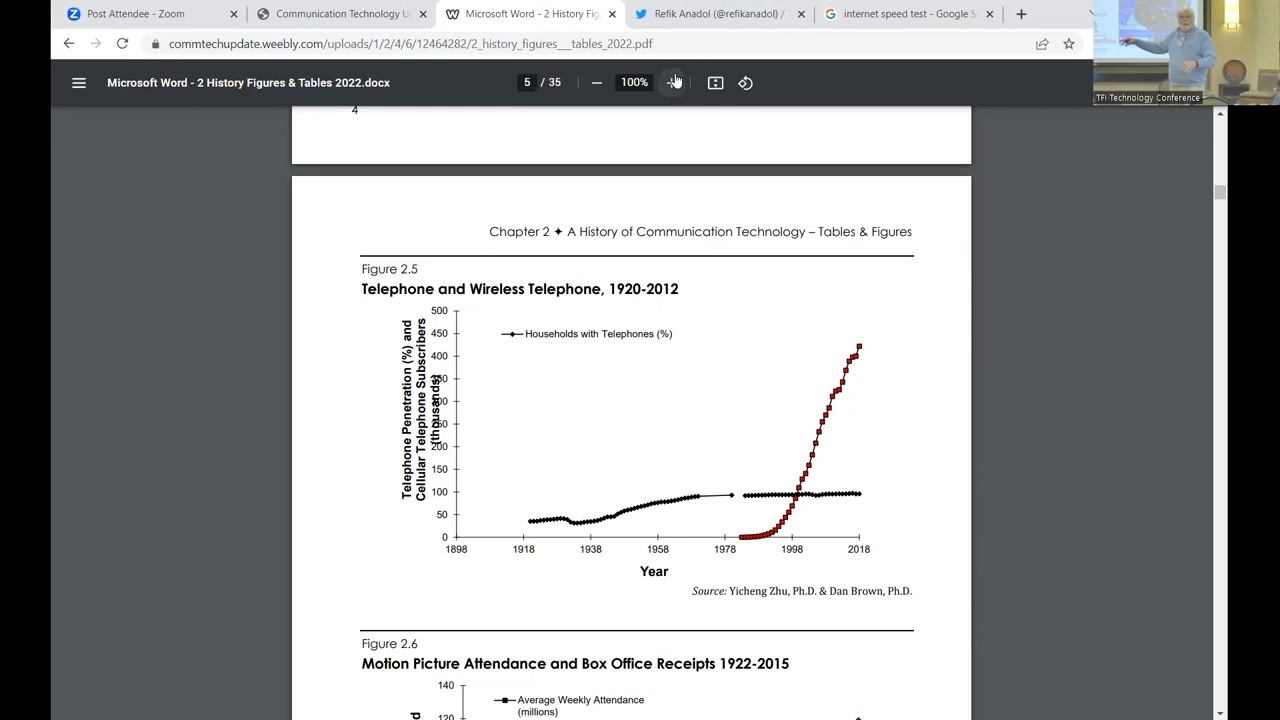 Post Attendee - Zoom
Communication Technology U
Microsoft Word - 2 History Fig
Refik Anadol (@refikanadol) /
internet speed test - Google S
commtechupdate.weebly.com/uploads/1/2/4/6/
464282/2_history_figures__tables_2022.pdf
Microsoft Word - 2 History Figures & Tables 2022.docx
5 / 35
100%
TFI Technology Conference
4
Chapter 2 ✦ A History of Communication Technology – Tables & Figures
Figure 2.5
Telephone and Wireless Telephone, 1920-2012
Telephone Penetration (%) and
Cellular Telephone Subscribers
(thousands)
500
450
400
350
300
250
200
150
100
50
0
Households with Telephones (%)
1898 1918 1938 1958 1978 1998 2018
Year
Source: Yicheng Zhu, Ph.D. & Dan Brown, Ph.D.
Figure 2.6
Motion Picture Attendance and Box Office Receipts 1922-2015
140
120
Average Weekly Attendance
(millions)